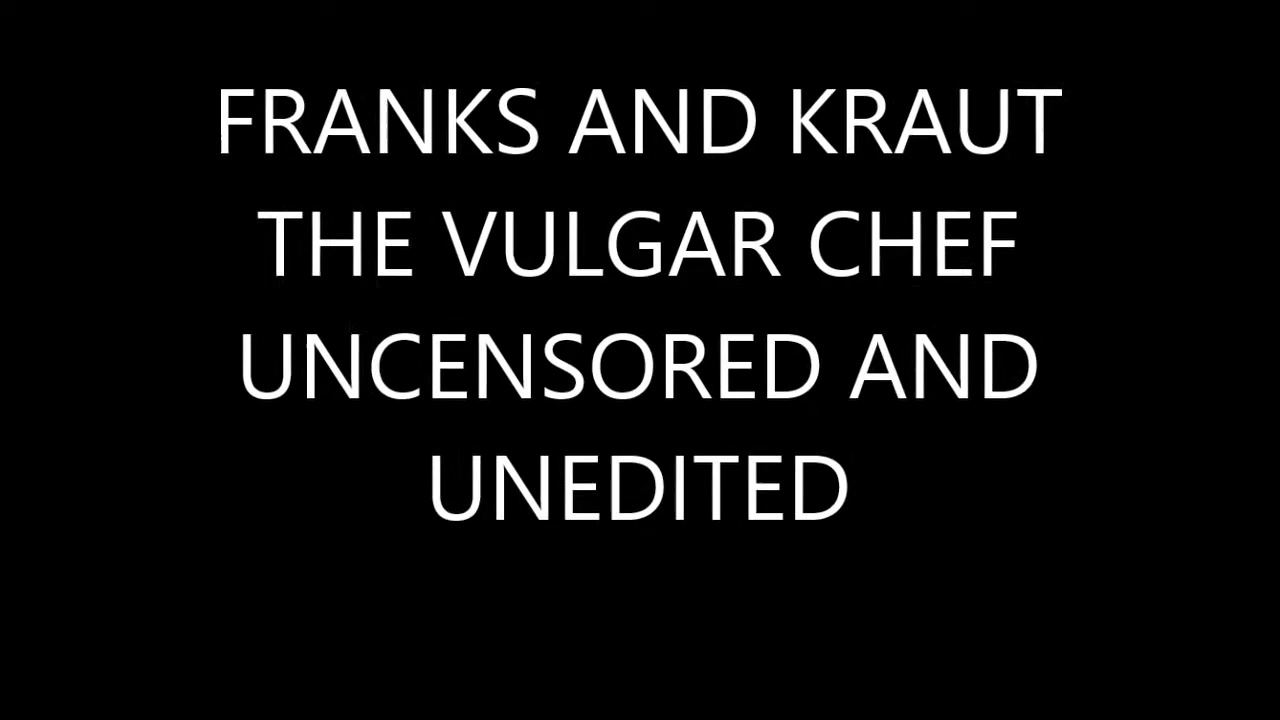 FRANKS AND KRAUT
THE VULGAR CHEF
UNCENSORED AND
UNEDITED